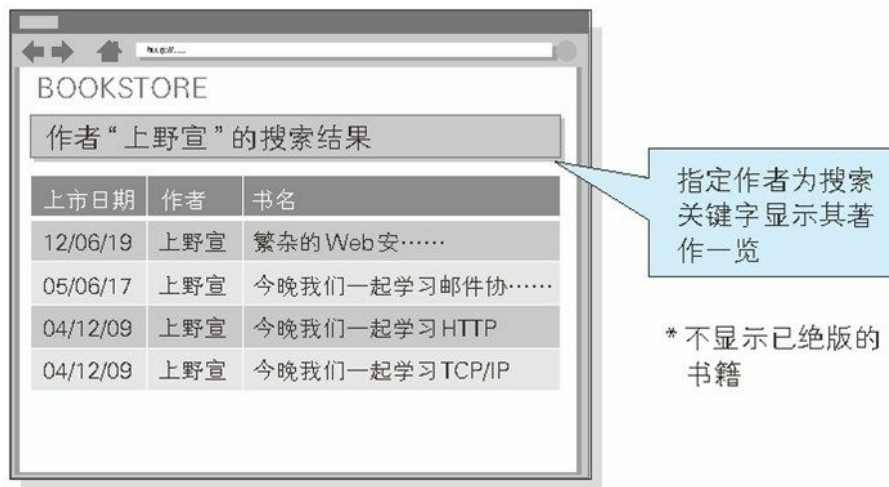 BOOKSTORE
作者“上野宣”的搜索结果
上市日期 作者 书名
12/06/19 上野宣 繁杂的Web安……
05/06/17 上野宣 今晚我们一起学习邮件协……
04/12/09 上野宣 今晚我们一起学习HTTP
04/12/09 上野宣 今晚我们一起学习TCP/IP
指定作者为搜索
关键字显示其著
作一览
*不显示已绝版的
书籍